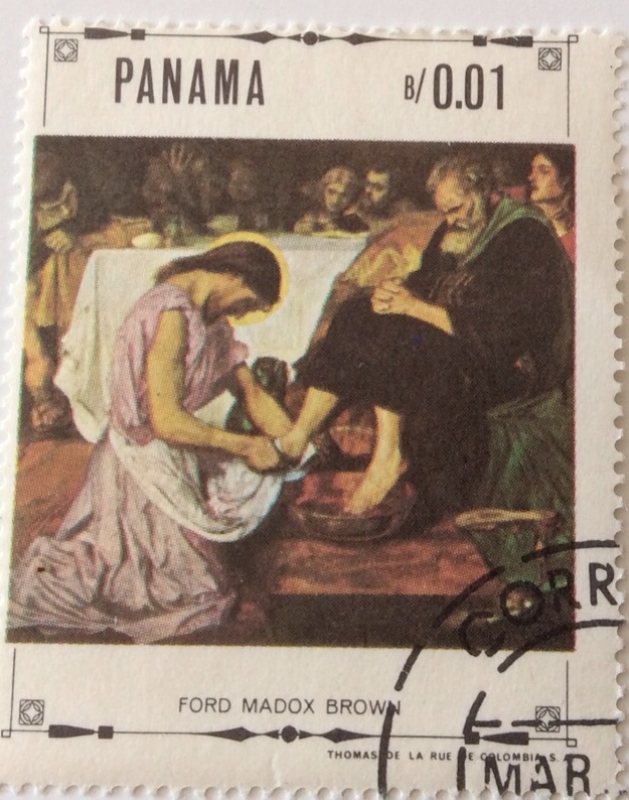 PANAMA B/0.01
FORD MADOX BROWN
THOMAS DE LA RUE DE COLOMBIA S. A.
CORR
MAR.